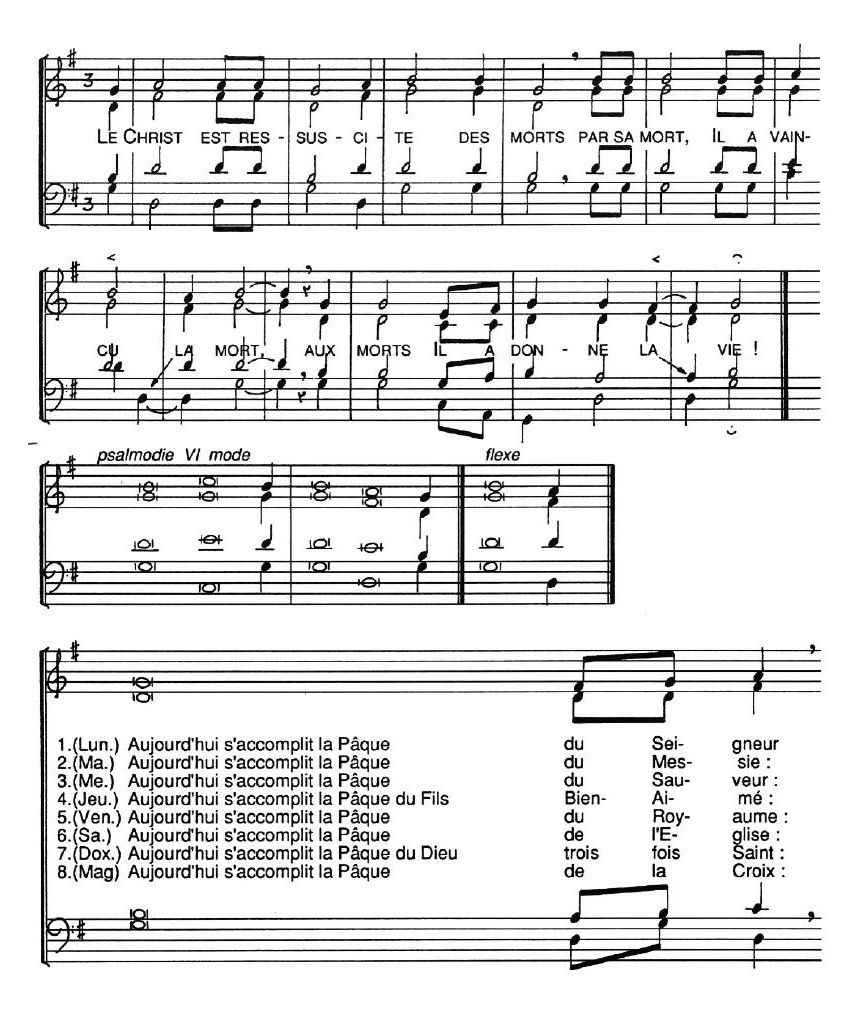 3
LE CHRIST EST RES - SUS - CI - TE DES MORTS PAR SA MORT, IL A VAIN-
3
CU LA MORT, AUX MORTS IL A DON - NE LA VIE !
psalmodie VI mode flexe
1.(Lun.) Aujourd'hui s'accomplit la Pâque du Sei- gneur
2.(Ma.) Aujourd'hui s'accomplit la Pâque du Mes- sie :
3.(Me.) Aujourd'hui s'accomplit la Pâque du Sau- veur :
4.(Jeu.) Aujourd'hui s'accomplit la Pâque du Fils Bien- Ai- mé :
5.(Ven.) Aujourd'hui s'accomplit la Pâque du Roy- aume :
6.(Sa.) Aujourd'hui s'accomplit la Pâque de l'E- glise :
7.(Dox.) Aujourd'hui s'accomplit la Pâque du Dieu trois fois Saint :
8.(Mag) Aujourd'hui s'accomplit la Pâque de la Croix :